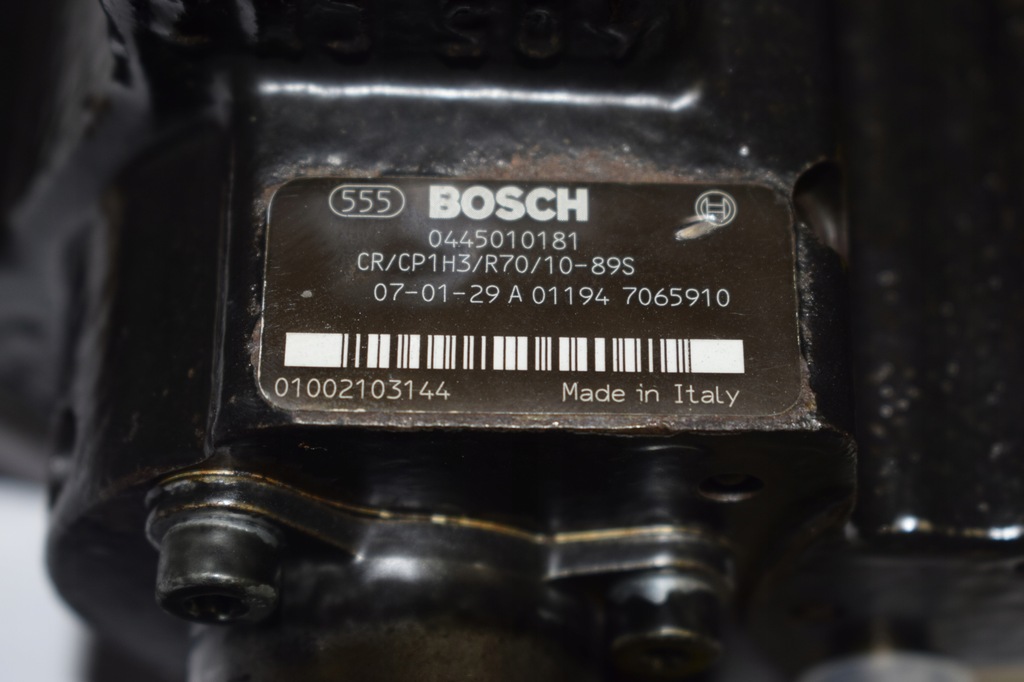 555 BOSCH
0445010181
CR/CP1H3/R70/10-89S
07-01-29 A 01194 7065910
01002103144 Made in Italy